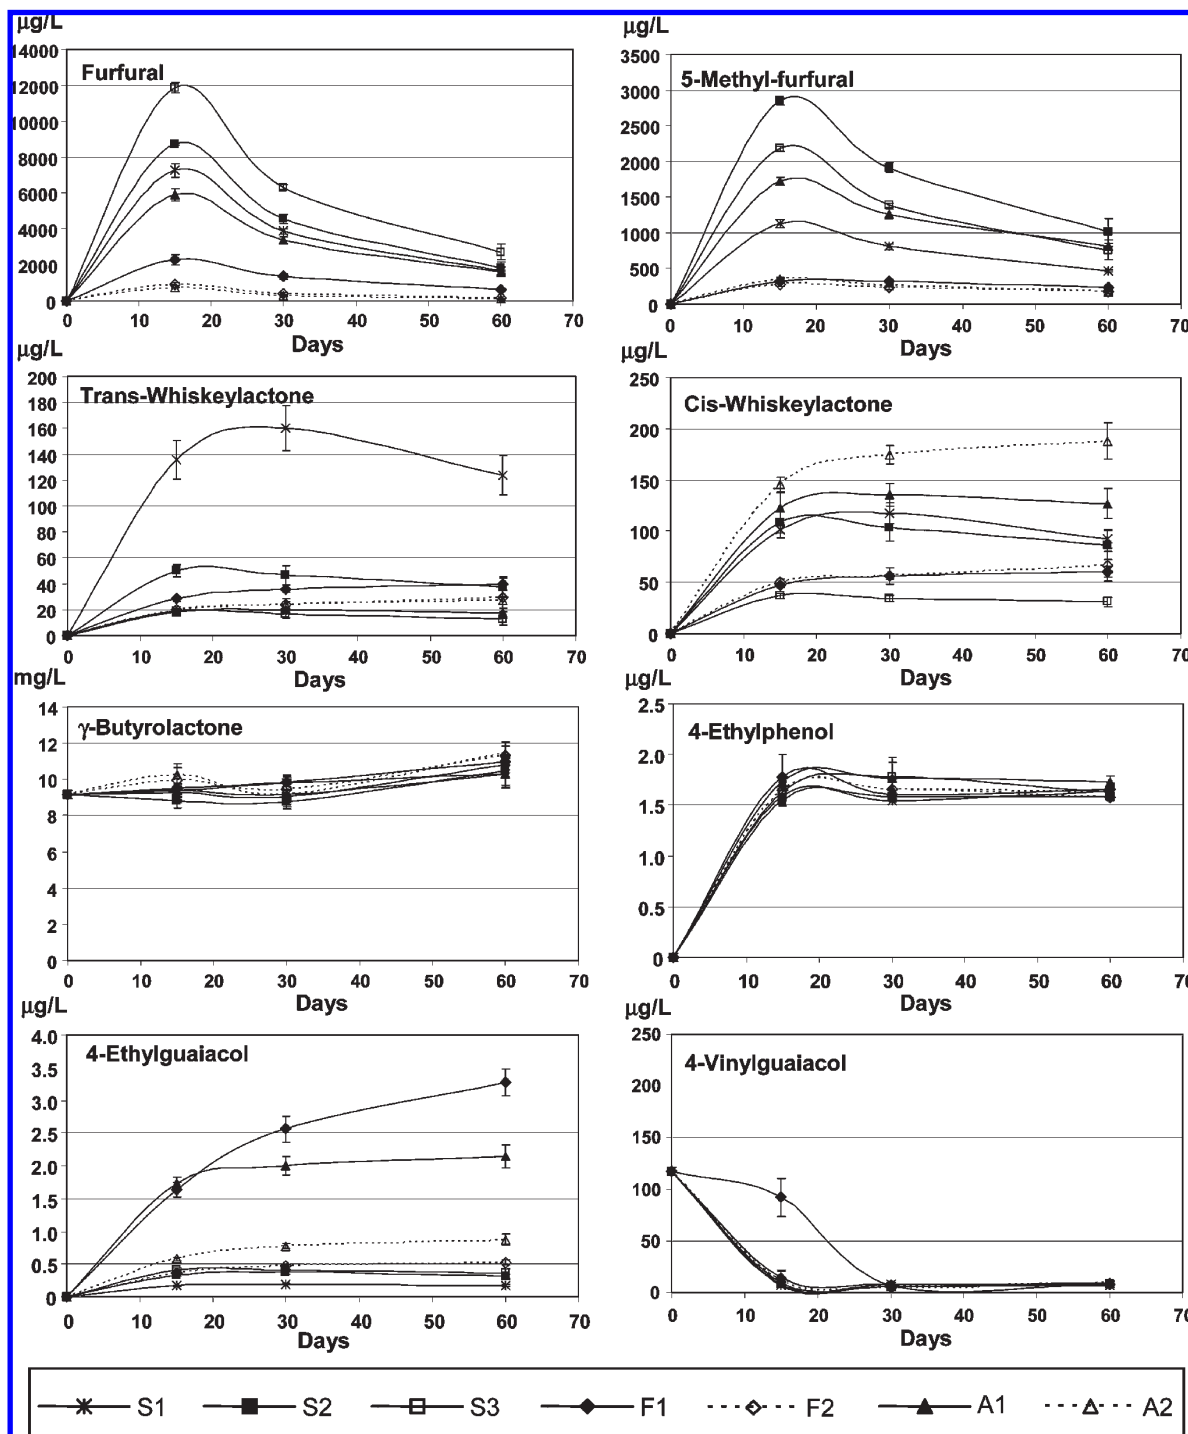 µg/L
14000
Furfural
12000
10000
8000
6000
4000
2000
0
0 10 20 30 40 50 60 70
Days
µg/L
3500
5-Methyl-furfural
3000
2500
2000
1500
1000
500
0
0 10 20 30 40 50 60 70
Days
µg/L
200
Trans-Whiskeylactone
180
160
140
120
100
80
60
40
20
0
0 10 20 30 40 50 60 70
Days
µg/L
250
Cis-Whiskeylactone
200
150
100
50
0
0 10 20 30 40 50 60 70
Days
mg/L
14
γ-Butyrolactone
12
10
8
6
4
2
0
0 10 20 30 40 50 60 70
Days
µg/L
2.5
4-Ethylphenol
2.0
1.5
1.0
0.5
0
0 10 20 30 40 50 60 70
Days
µg/L
4.0
4-Ethylguaiacol
3.5
3.0
2.5
2.0
1.5
1.0
0.5
0
0 10 20 30 40 50 60 70
Days
µg/L
250
4-Vinylguaiacol
200
150
100
50
0
0 10 20 30 40 50 60 70
Days
S1 S2 S3 F1 F2 A1 A2